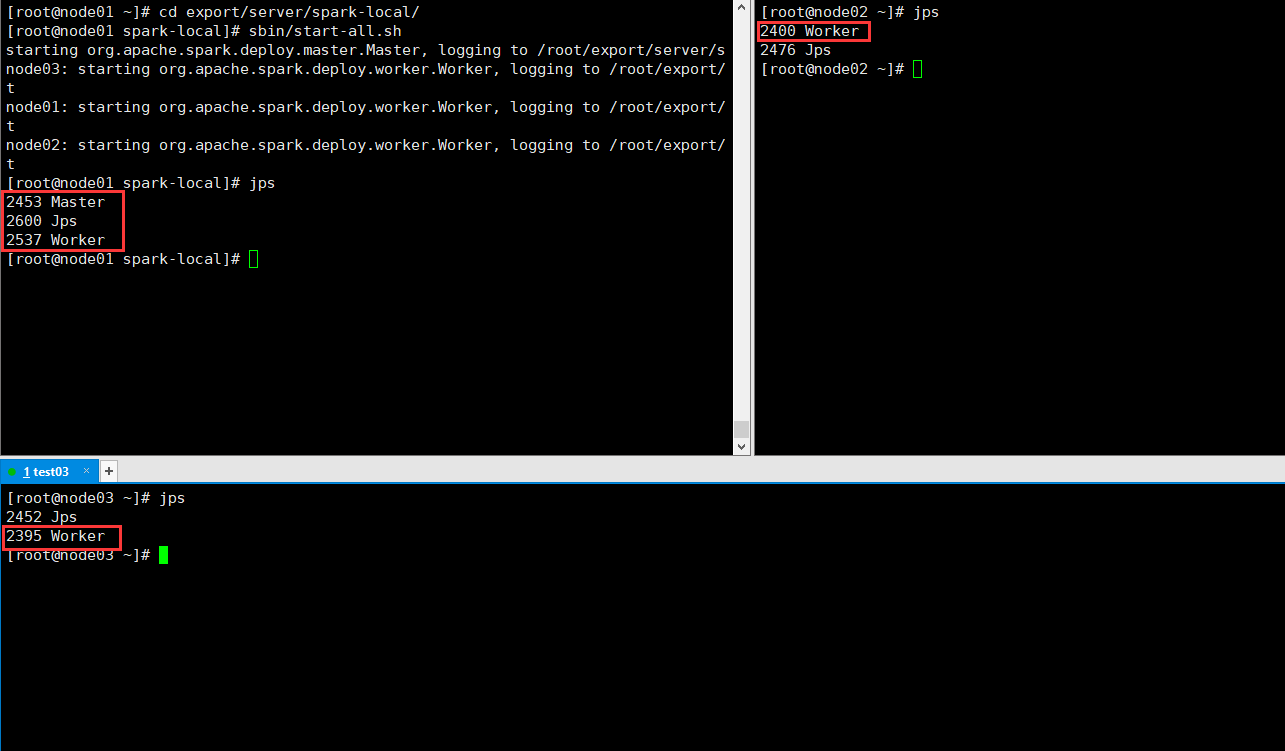 [root@node01 ~]# cd export/server/spark-local/
[root@node01 spark-local]# sbin/start-all.sh
starting org.apache.spark.deploy.master.Master, logging to /root/export/server/s
node03: starting org.apache.spark.deploy.worker.Worker, logging to /root/export/
t
node01: starting org.apache.spark.deploy.worker.Worker, logging to /root/export/
t
node02: starting org.apache.spark.deploy.worker.Worker, logging to /root/export/
t
[root@node01 spark-local]# jps
2453 Master
2600 Jps
2537 Worker
[root@node01 spark-local]#
[root@node02 ~]# jps
2400 Worker
2476 Jps
[root@node02 ~]#
1 test03 × +
[root@node03 ~]# jps
2452 Jps
2395 Worker
[root@node03 ~]#